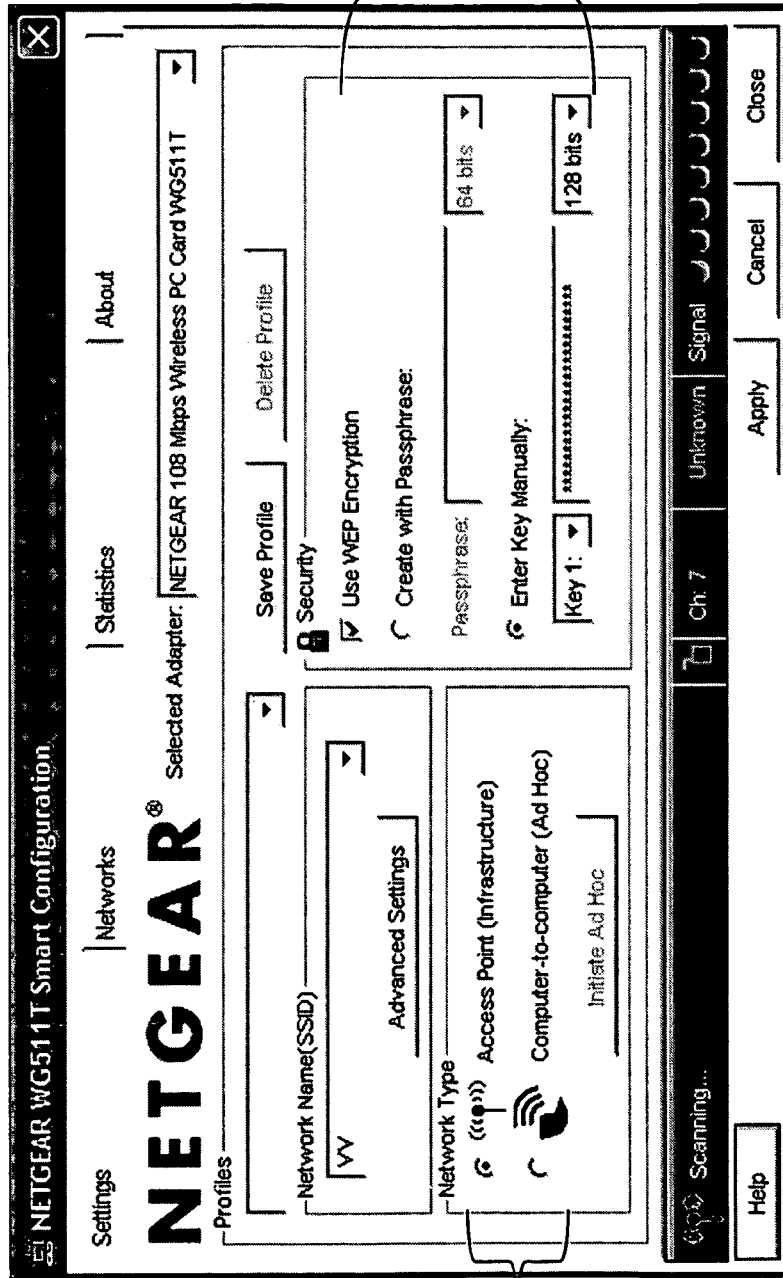 NETGEAR WG511T Smart Configuration
Settings
Networks
Statistics
About
NETGEAR®
Selected Adapter: NETGEAR 108 Mbps Wireless PC Card WG511T
Profiles
Save Profile
Delete Profile
Network Name(SSID)
VV
Advanced Settings
Network Type
Access Point (Infrastructure)
Computer-to-computer (Ad Hoc)
Initiate Ad Hoc
Security
Use WEP Encryption
Create with Passphrase:
Passphrase:
64 bits
Enter Key Manually:
Key 1:
**************************
128 bits
Scanning...
Ch: 7
Unknown
Signal
Help
Apply
Cancel
Close